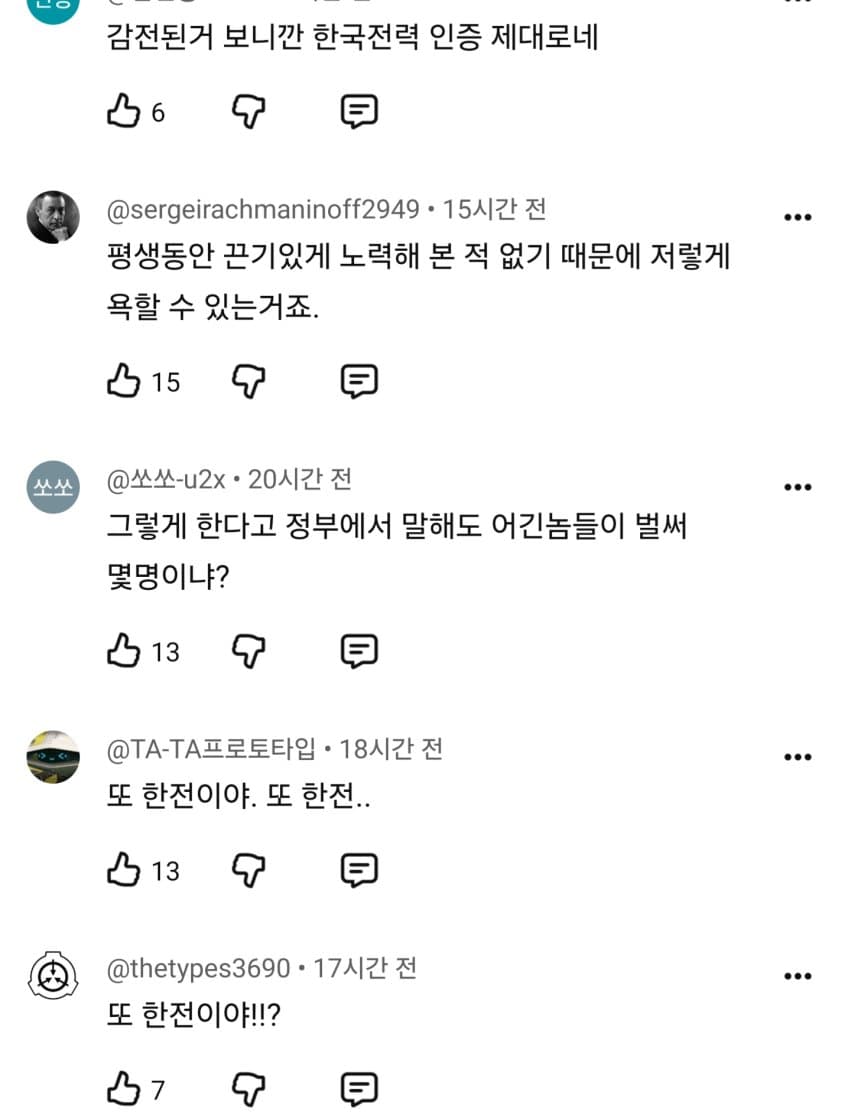 감전된거 보니깐 한국전력 인증 제대로네
6
@sergeirachmaninoff2949 • 15시간 전
평생동안 끈기있게 노력해 본 적 없기 때문에 저렇게
욕할 수 있는거죠.
15
쏘쏘
@쏘쏘-u2x • 20시간 전
그렇게 한다고 정부에서 말해도 어긴놈들이 벌써
몇명이냐?
13
@TA-TA프로토타입 • 18시간 전
또 한전이야. 또 한전..
13
@thetypes3690 • 17시간 전
또 한전이야!!?
7